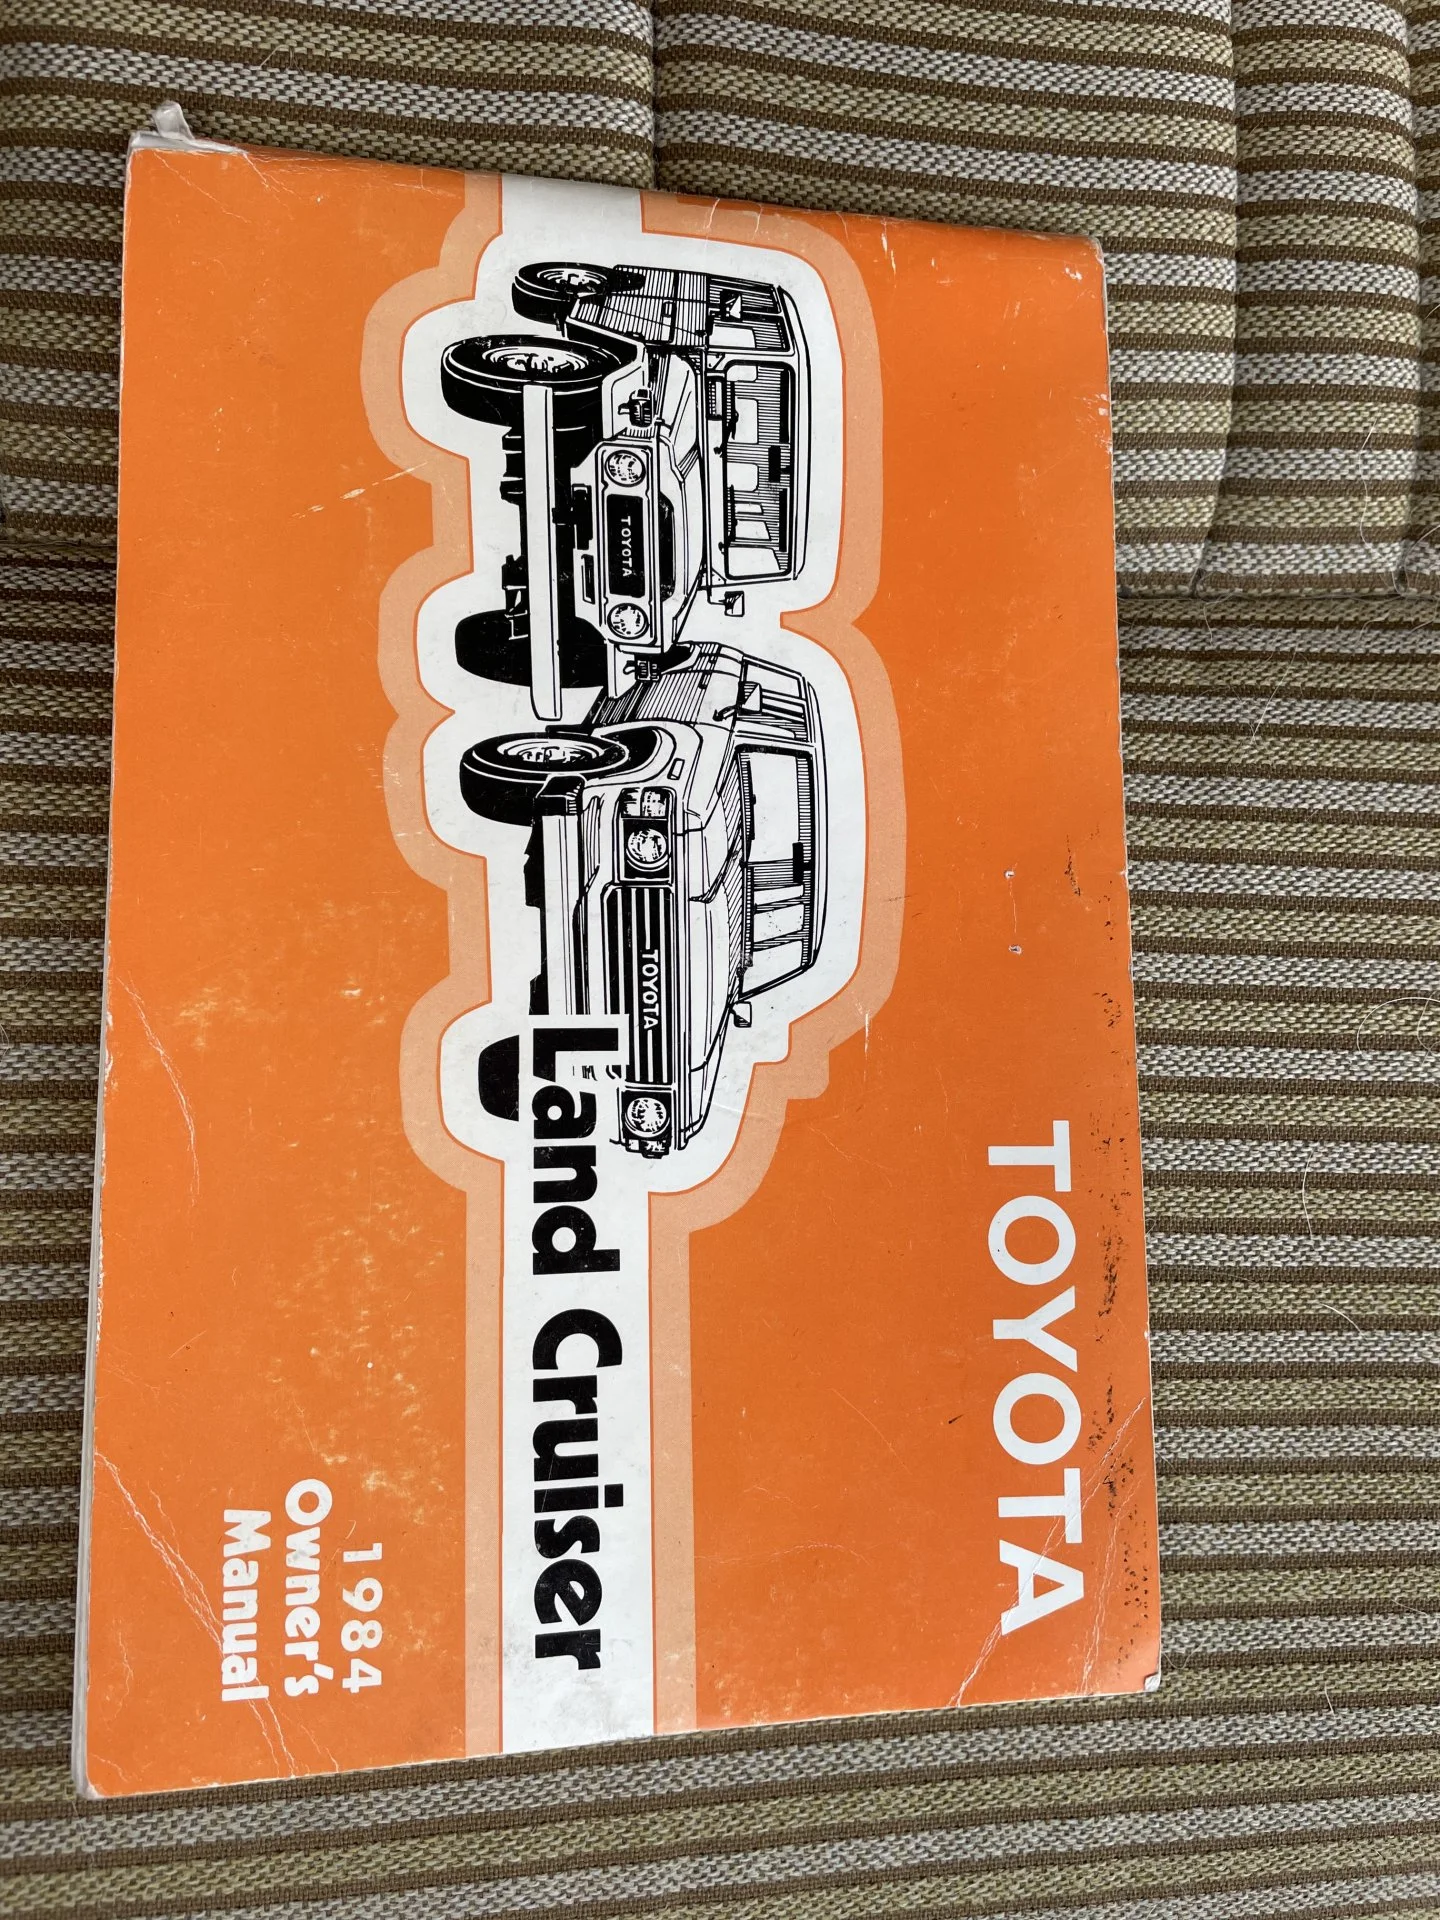 TOYOTA
TOYOTA
TOYOTA
Land Cruiser
1984
Owner's
Manual